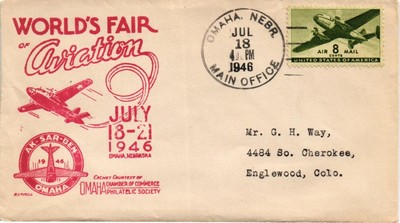 WORLD'S FAIR
of Aviation
JULY
18-21
1946
OMAHA, NEBRASKA
AK-SAR-BEN
1946
OMAHA
CACHET COURTESY OF
OMAHA CHAMBER OF COMMERCE
PHILATELIC SOCIETY
OMAHA, NEBR.
JUL
18
4 PM
1946
MAIN OFFICE
AIR 8 MAIL
CENTS
UNITED STATES OF AMERICA
Mr. G. H. Way,
4484 So. Cherokee,
Englewood, Colo.